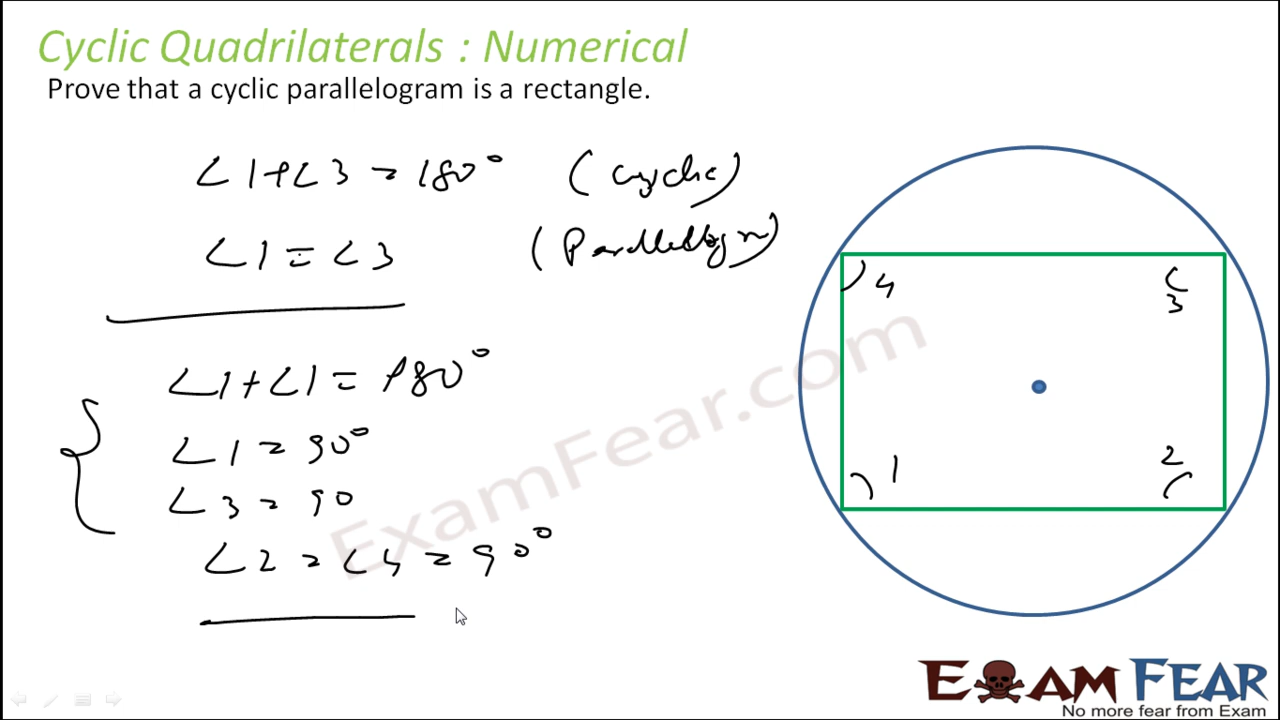 Cyclic Quadrilaterals : Numerical
Prove that a cyclic parallelogram is a rectangle.
∠1+∠3 = 180° (Cyclic)
∠1 = ∠3
4
3
∠1+∠1 = 180°
∠1 = 90°
1
2
∠3 = 90
∠2 = ∠4 = 90°
ExamFear.com
EXAM FEAR
No more fear from Exam